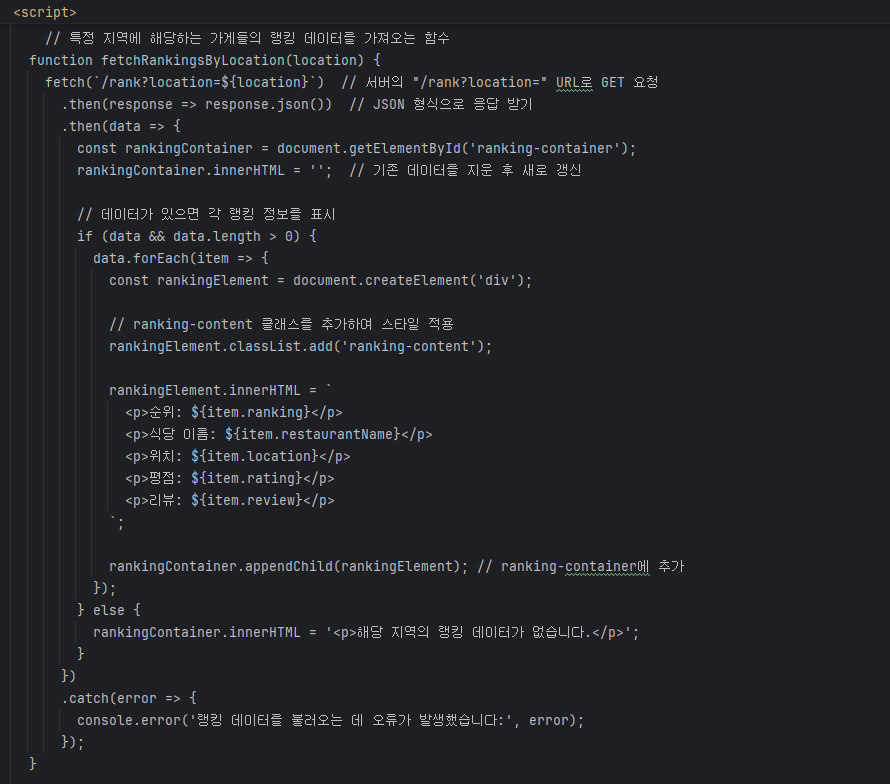 <script>
// 특정 지역에 해당하는 가게들의 랭킹 데이터를 가져오는 함수
function fetchRankingsByLocation(location) {
fetch(`/rank?location=${location}`)  // 서버의 "/rank?location=" URL로 GET 요청
.then(response => response.json())  // JSON 형식으로 응답 받기
.then(data => {
const rankingContainer = document.getElementById('ranking-container');
rankingContainer.innerHTML = '';  // 기존 데이터를 지운 후 새로 갱신
// 데이터가 있으면 각 랭킹 정보를 표시
if (data && data.length > 0) {
data.forEach(item => {
const rankingElement = document.createElement('div');
// ranking-content 클래스를 추가하여 스타일 적용
rankingElement.classList.add('ranking-content');
rankingElement.innerHTML = `
<p>순위: ${item.ranking}</p>
<p>식당 이름: ${item.restaurantName}</p>
<p>위치: ${item.location}</p>
<p>평점: ${item.rating}</p>
<p>리뷰: ${item.review}</p>
`;
rankingContainer.appendChild(rankingElement); // ranking-container에 추가
});
} else {
rankingContainer.innerHTML = '<p>해당 지역의 랭킹 데이터가 없습니다.</p>';
}
})
.catch(error => {
console.error('랭킹 데이터를 불러오는 데 오류가 발생했습니다:', error);
});
}